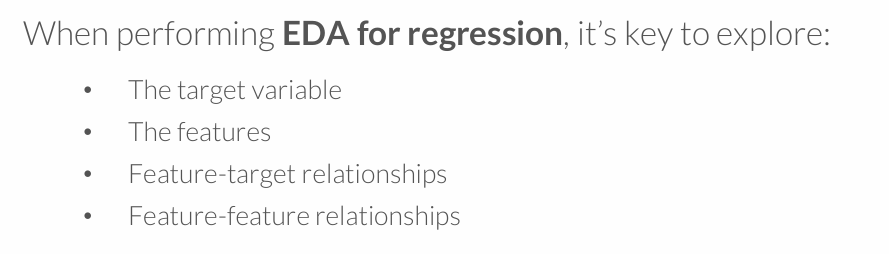 When performing EDA for regression, it’s key to explore:
• The target variable
• The features
• Feature-target relationships
• Feature-feature relationships